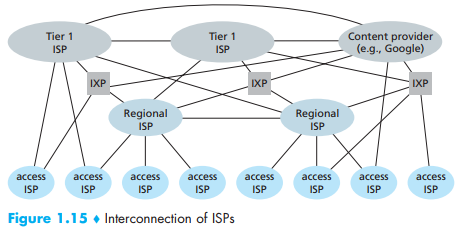 Tier 1
ISP
Tier 1
ISP
Content provider
(e.g., Google)
IXP
IXP
IXP
Regional
ISP
Regional
ISP
access
ISP
access
ISP
access
ISP
access
ISP
access
ISP
access
ISP
access
ISP
access
ISP
Figure 1.15 ♦ Interconnection of ISPs